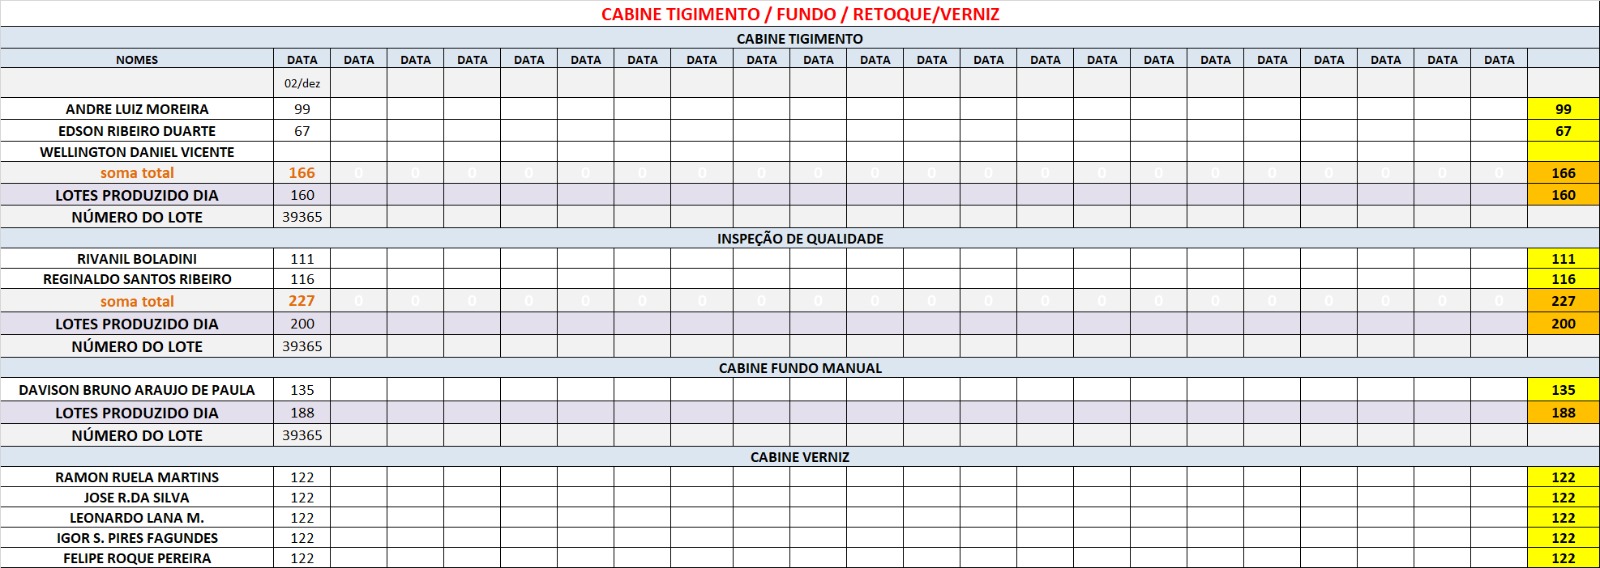 CABINE TIGIMENTO / FUNDO / RETOQUE/VERNIZ
CABINE TIGIMENTO
NOMES DATA DATA DATA DATA DATA DATA DATA DATA DATA DATA DATA DATA DATA DATA DATA DATA DATA DATA DATA DATA DATA DATA
02/dez
ANDRE LUIZ MOREIRA 99 99
EDSON RIBEIRO DUARTE 67 67
WELLINGTON DANIEL VICENTE
soma total 166 0 0 0 0 0 0 0 0 0 0 0 0 0 0 0 0 0 0 0 0 0 166
LOTES PRODUZIDO DIA 160 160
NÚMERO DO LOTE 39365
INSPEÇÃO DE QUALIDADE
RIVANIL BOLADINI 111 111
REGINALDO SANTOS RIBEIRO 116 116
soma total 227 0 0 0 0 0 0 0 0 0 0 0 0 0 0 0 0 0 0 0 0 0 227
LOTES PRODUZIDO DIA 200 200
NÚMERO DO LOTE 39365
CABINE FUNDO MANUAL
DAVISON BRUNO ARAUJO DE PAULA 135 135
LOTES PRODUZIDO DIA 188 188
NÚMERO DO LOTE 39365
CABINE VERNIZ
RAMON RUELA MARTINS 122 122
JOSE R.DA SILVA 122 122
LEONARDO LANA M. 122 122
IGOR S. PIRES FAGUNDES 122 122
FELIPE ROQUE PEREIRA 122 122